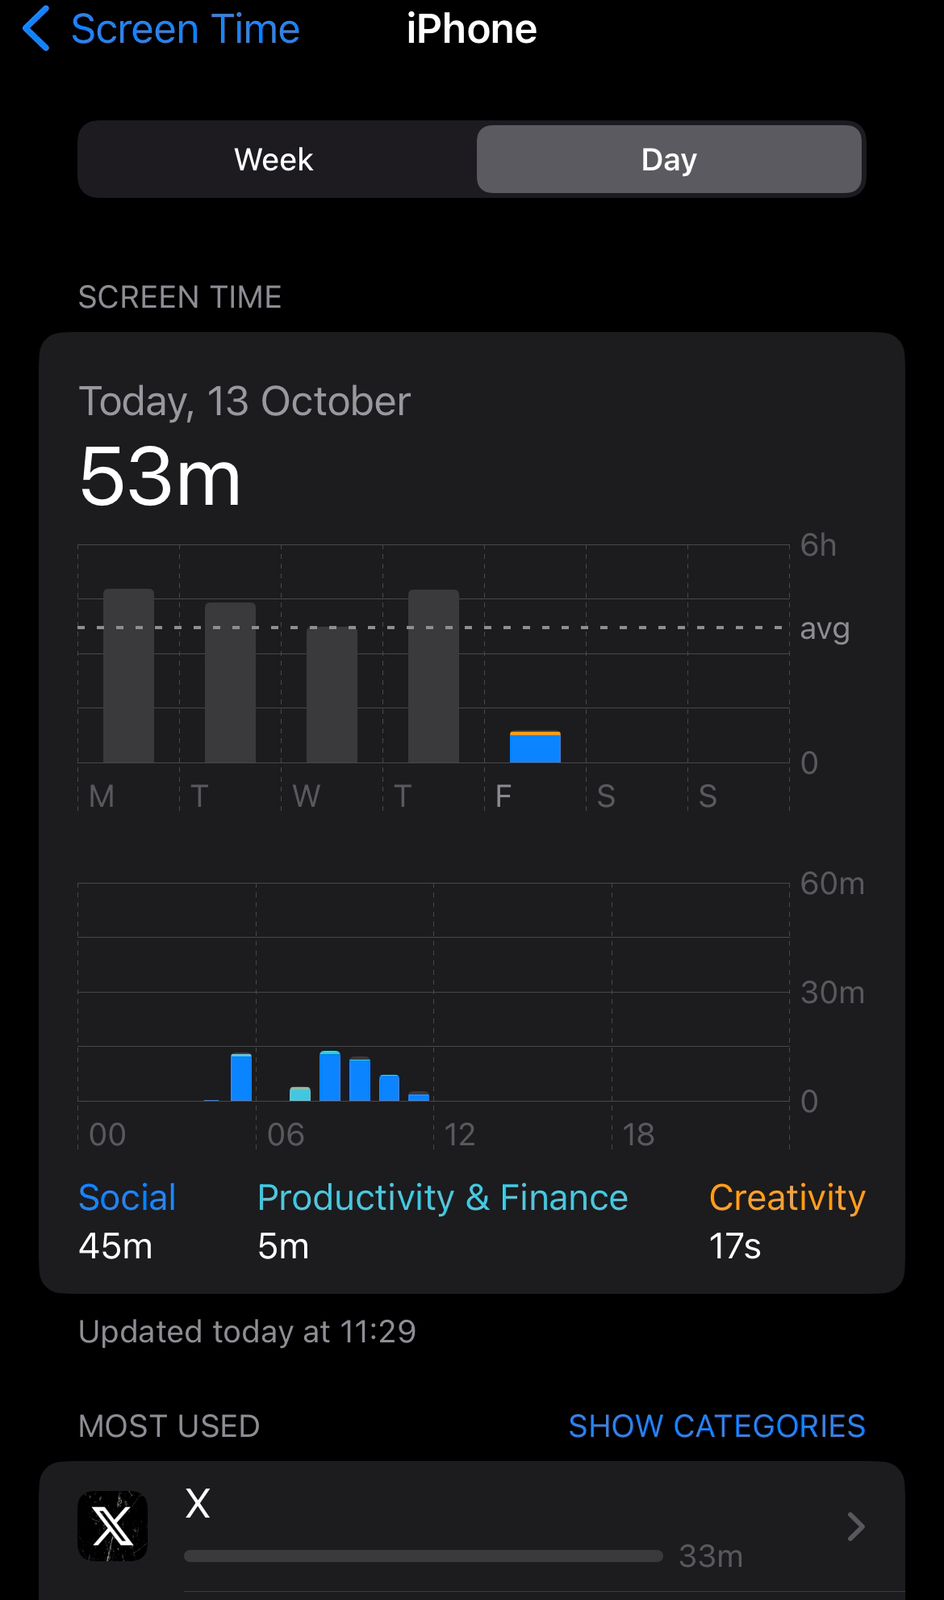 Screen Time
iPhone
Week
Day
SCREEN TIME
Today, 13 October
53m
6h
avg
0
M T W T F S S
60m
30m
0
00 06 12 18
Social Productivity & Finance Creativity
45m 5m 17s
Updated today at 11:29
MOST USED SHOW CATEGORIES
X
33m